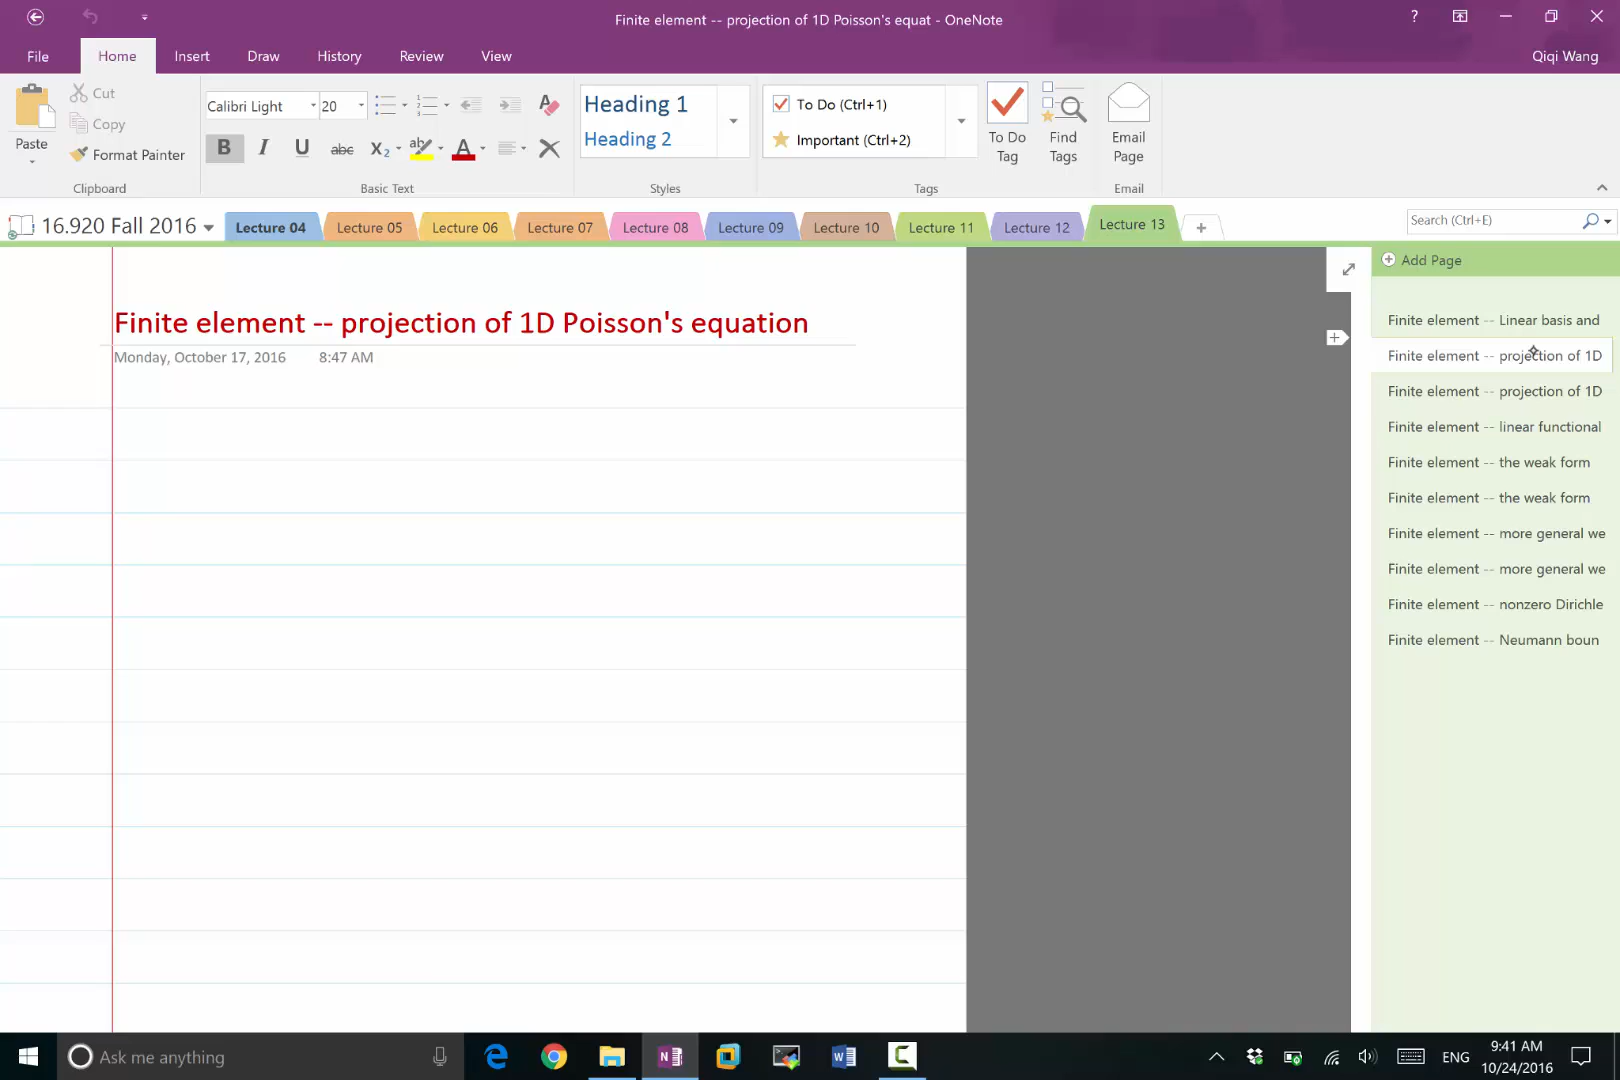 Finite element -- projection of 1D Poisson's equat - OneNote
?
File Home Insert Draw History Review View
Qiqi Wang
Paste
Cut
Copy
Format Painter
Clipboard
Calibri Light 20
B I U abc X₂ ab A
Basic Text
Heading 1
Heading 2
Styles
To Do (Ctrl+1)
Important (Ctrl+2)
To Do
Tag
Find
Tags
Tags
Email
Page
Email
16.920 Fall 2016
Lecture 04 Lecture 05 Lecture 06 Lecture 07 Lecture 08 Lecture 09 Lecture 10 Lecture 11 Lecture 12 Lecture 13
Search (Ctrl+E)
Finite element -- projection of 1D Poisson's equation
Monday, October 17, 2016 8:47 AM
Add Page
Finite element -- Linear basis and
Finite element -- projection of 1D
Finite element -- projection of 1D
Finite element -- linear functional
Finite element -- the weak form
Finite element -- the weak form
Finite element -- more general we
Finite element -- more general we
Finite element -- nonzero Dirichle
Finite element -- Neumann boun
Ask me anything
ENG
9:41 AM
10/24/2016